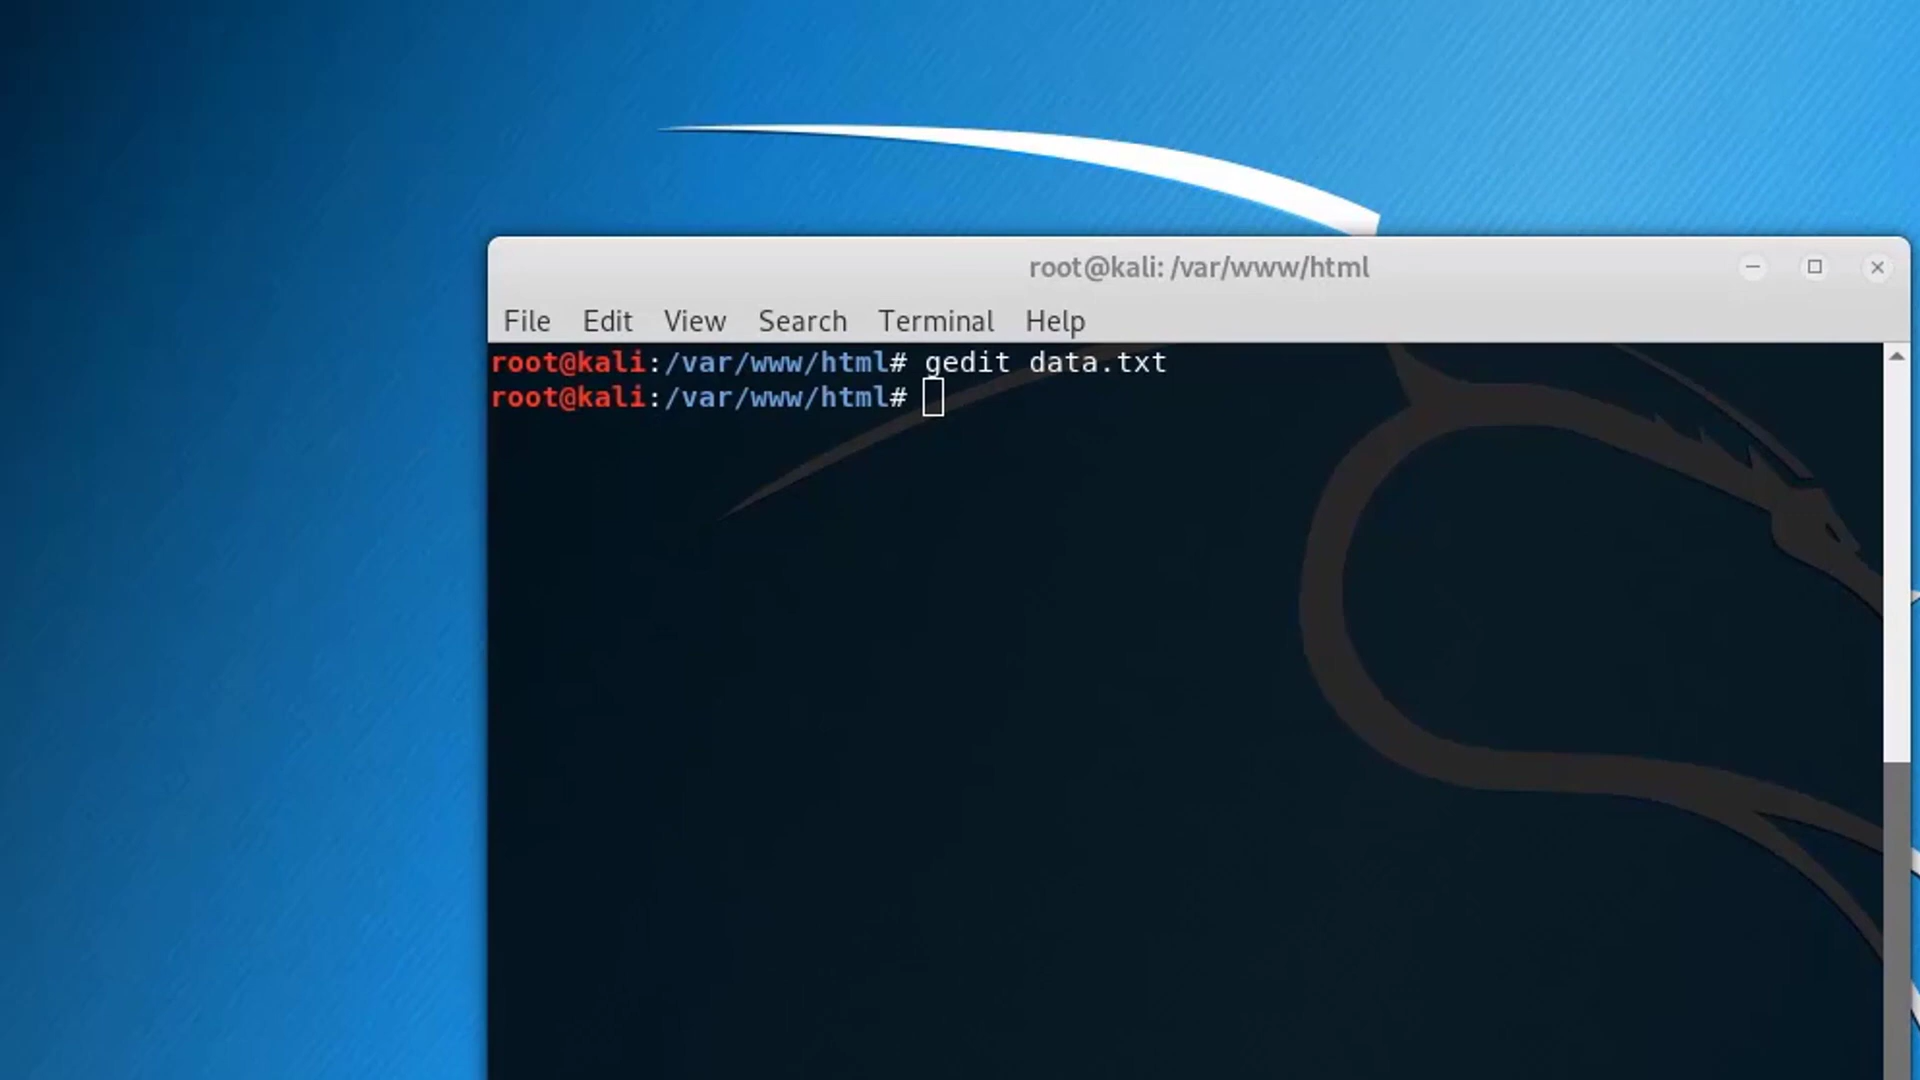 root@kali: /var/www/html
File Edit View Search Terminal Help
root@kali:/var/www/html# gedit data.txt
root@kali:/var/www/html#